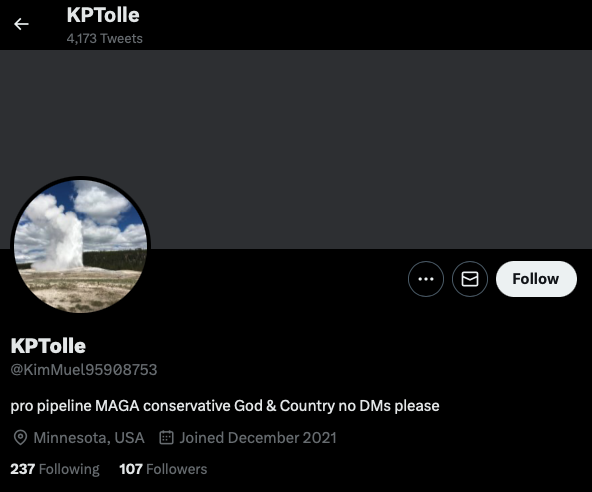 KPTolle
4,173 Tweets
Follow
KPTolle
@KimMuel95908753
pro pipeline MAGA conservative God & Country no DMs please
Minnesota, USA Joined December 2021
237 Following 107 Followers